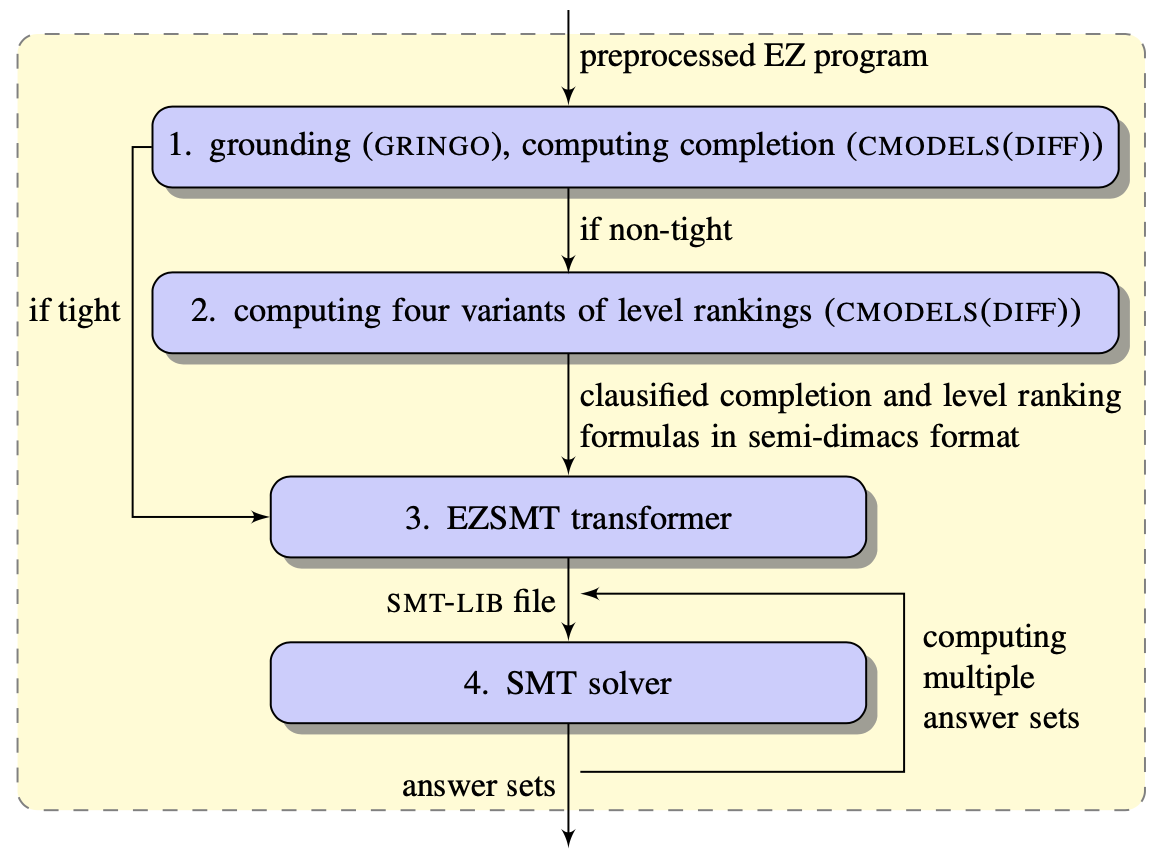 preprocessed EZ program
1. grounding (GRINGO), computing completion (CMODELS(DIFF))
if non-tight
if tight
2. computing four variants of level rankings (CMODELS(DIFF))
clausified completion and level ranking
formulas in semi-dimacs format
3. EZSMT transformer
SMT-LIB file
computing
multiple
answer sets
4. SMT solver
answer sets